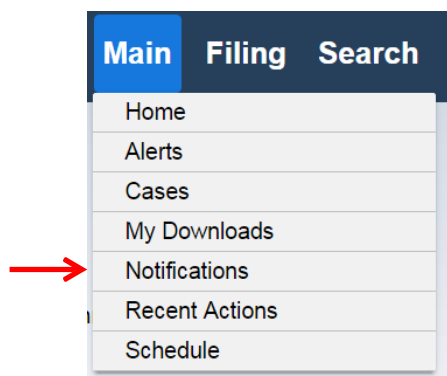 Main Filing Search
Home
Alerts
Cases
My Downloads
Notifications
Recent Actions
Schedule